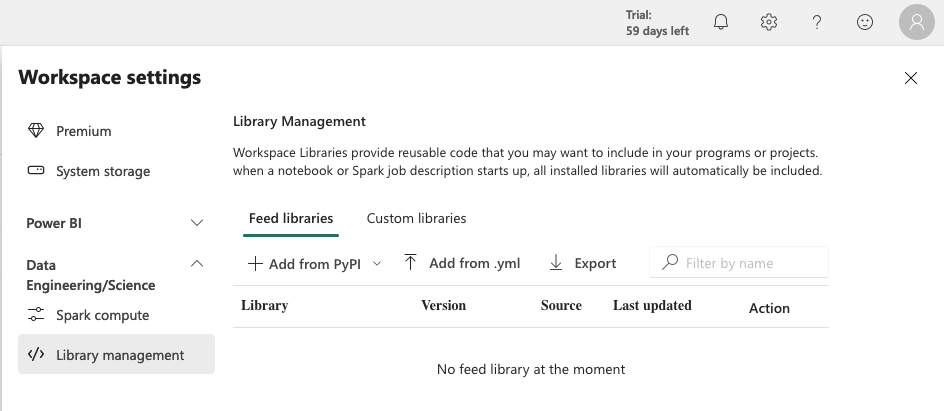 Trial:
59 days left
?
Workspace settings
Premium
System storage
Power BI
Data
Engineering/Science
Spark compute
Library management
Library Management
Workspace Libraries provide reusable code that you may want to include in your programs or projects.
when a notebook or Spark job description starts up, all installed libraries will automatically be included.
Feed libraries
Custom libraries
Add from PyPI
Add from .yml
Export
Filter by name
Library Version Source Last updated Action
No feed library at the moment